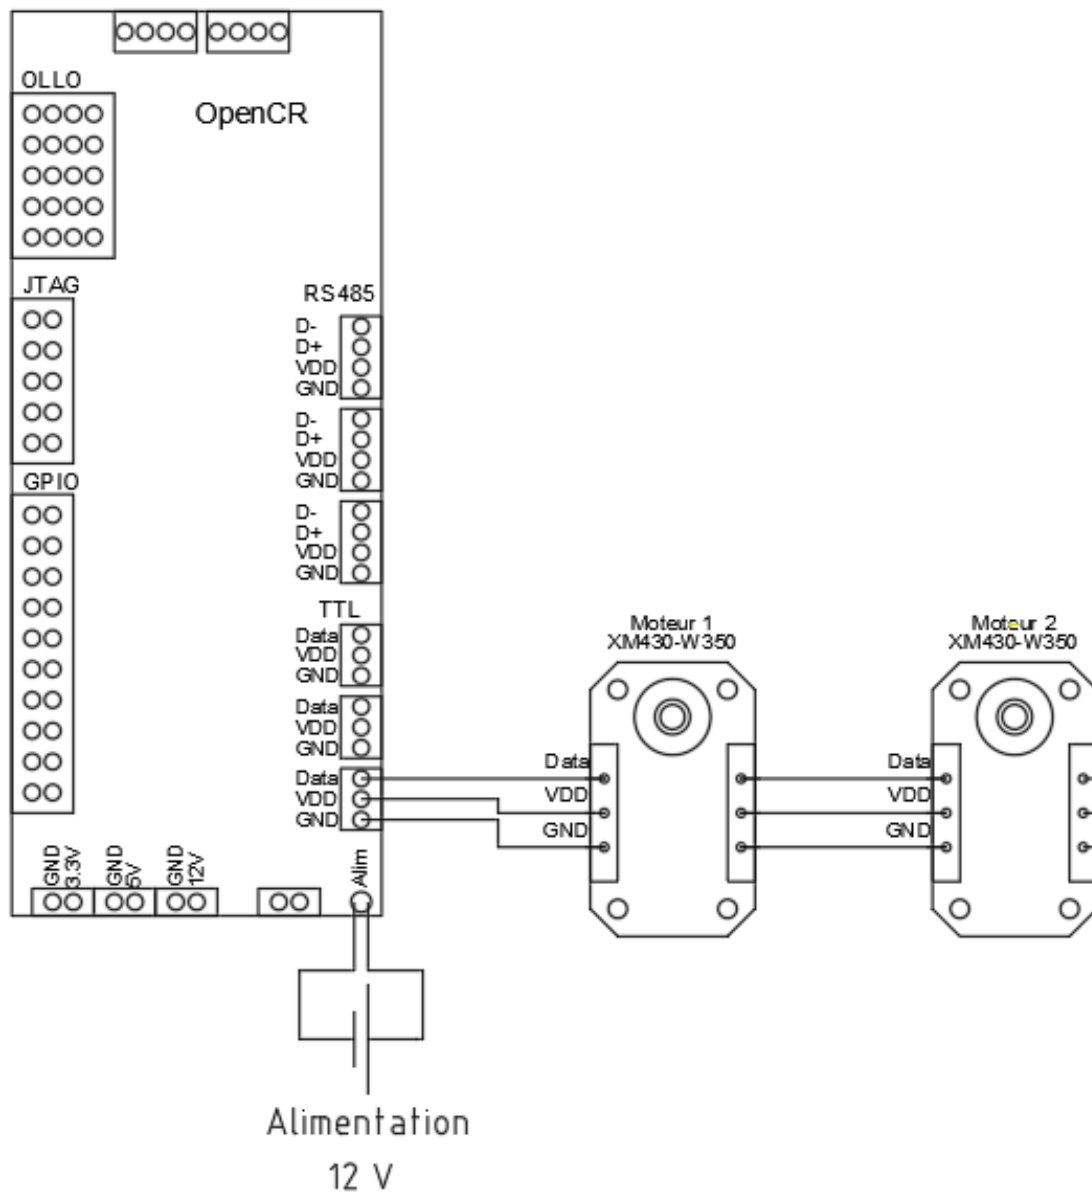 OLLO
OpenCR
JTAG
RS485
D-
D+
VDD
GND
D-
D+
VDD
GND
GPIO
D-
D+
VDD
GND
TTL
Data
VDD
GND
Data
VDD
GND
Data
VDD
GND
Moteur 1
XM430-W350
Moteur 2
XM430-W350
Data
VDD
GND
Data
VDD
GND
GND
3.3V
GND
5V
GND
12V
Alim
Alimentation
12 V